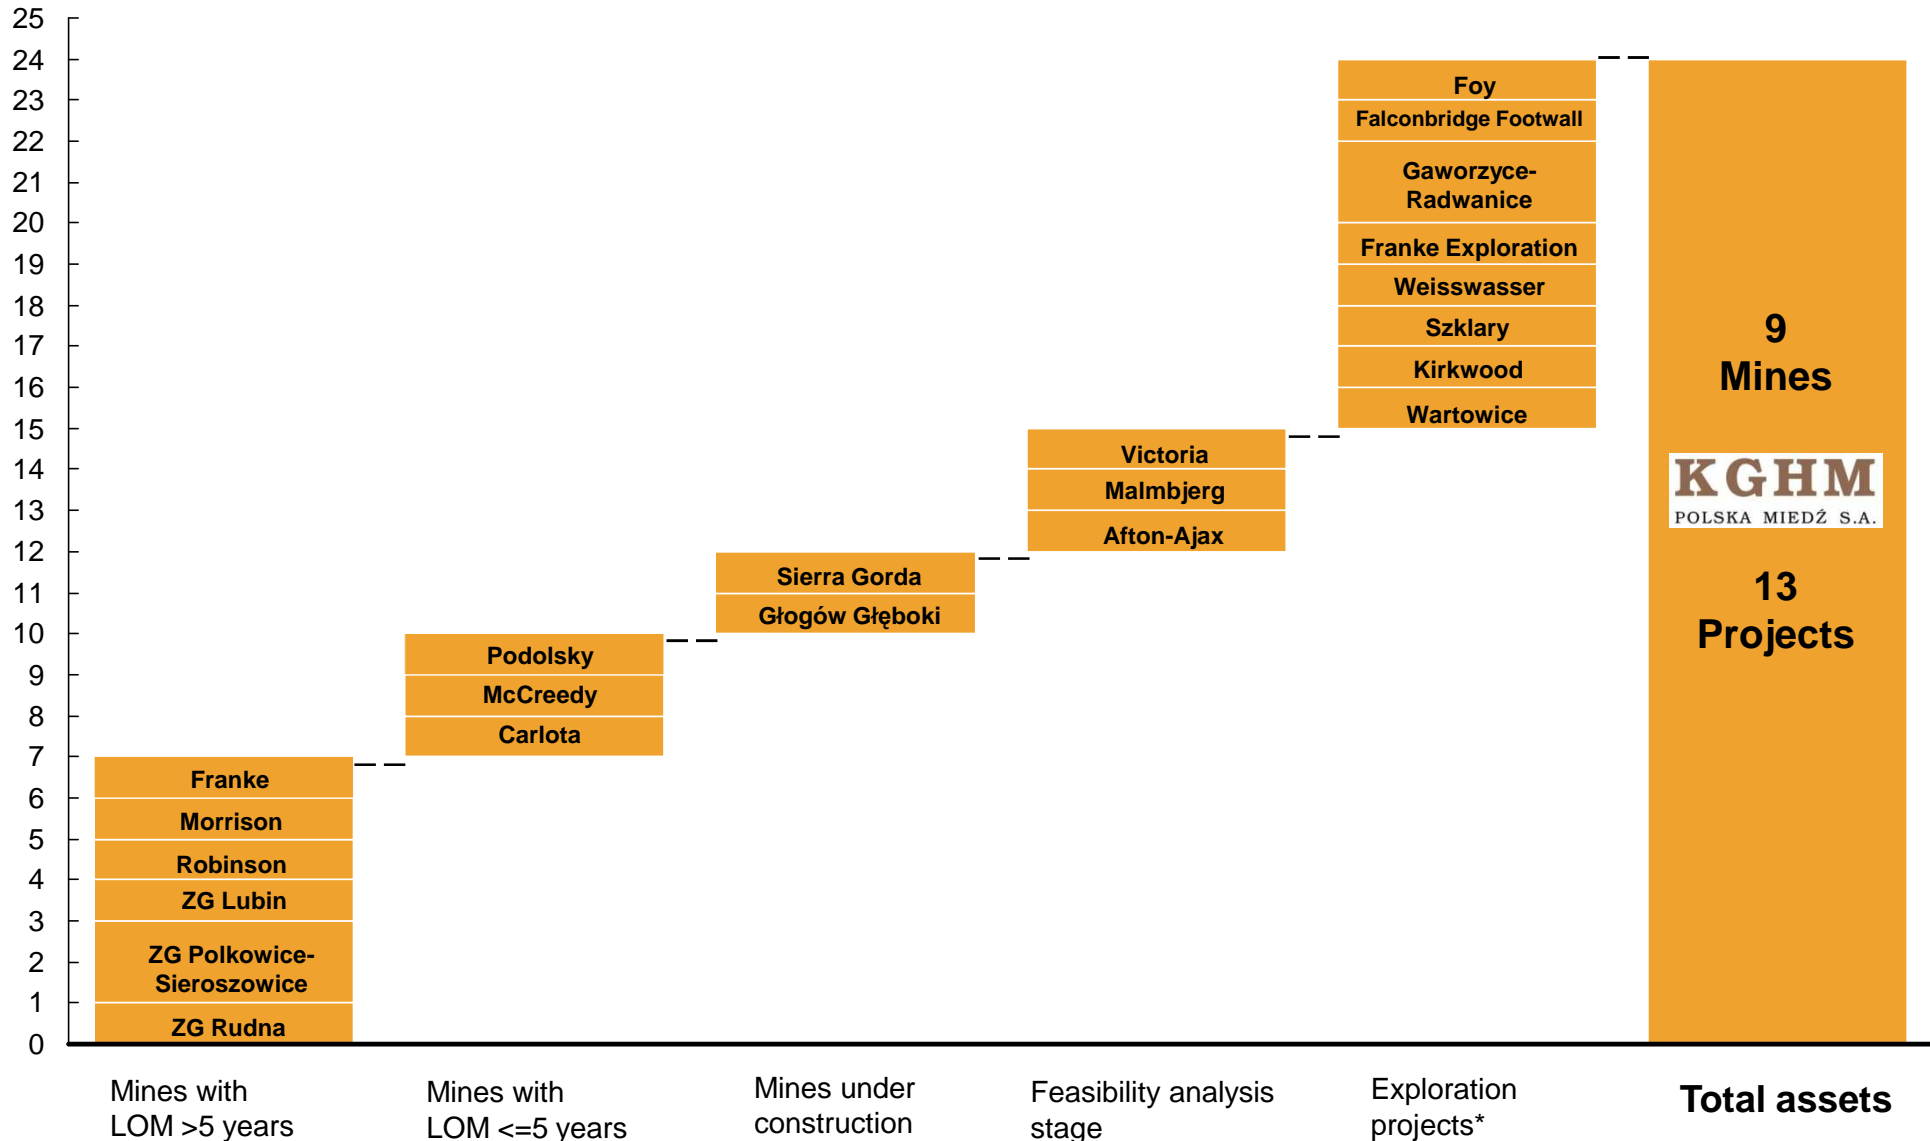 25
24
23
22
21
20
19
18
17
16
15
14
13
12
11
10
9
8
7
6
5
4
3
2
1
0
Franke
Morrison
Robinson
ZG Lubin
ZG Polkowice-
Sieroszowice
ZG Rudna
Podolsky
McCreedy
Carlota
Sierra Gorda
Głogów Głęboki
Victoria
Malmbjerg
Afton-Ajax
Foy
Falconbridge Footwall
Gaworzyce-
Radwanice
Franke Exploration
Weisswasser
Szklary
Kirkwood
Wartowice
9
Mines
KGHM
POLSKA MIEDŹ S.A.
13
Projects
Mines with
LOM >5 years
Mines with
LOM <=5 years
Mines under
construction
Feasibility analysis
stage
Exploration
projects*
Total assets